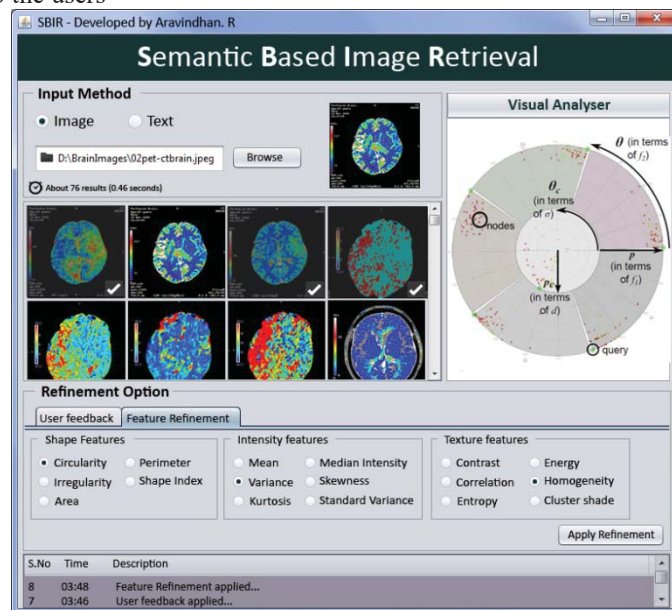 the users
SBIR - Developed by Aravindhan. R
Semantic Based Image Retrieval
Input Method
Image Text
D:\BrainImages\02pet-ctbrain.jpeg Browse
About 76 results (0.46 seconds)
Visual Analyser
θ (in terms
of f₂)
θc
(in terms
of σ)
nodes
p
(in terms
of f₁)
pc
(in terms
of d)
query
Refinement Option
User feedback Feature Refinement
Shape Features
Circularity Perimeter
Irregularity Shape Index
Area
Intensity features
Mean Median Intensity
Variance Skewness
Kurtosis Standard Variance
Texture features
Contrast Energy
Correlation Homogeneity
Entropy Cluster shade
Apply Refinement
S.No Time Description
8 03:48 Feature Refinement applied...
7 03:46 User feedback applied...